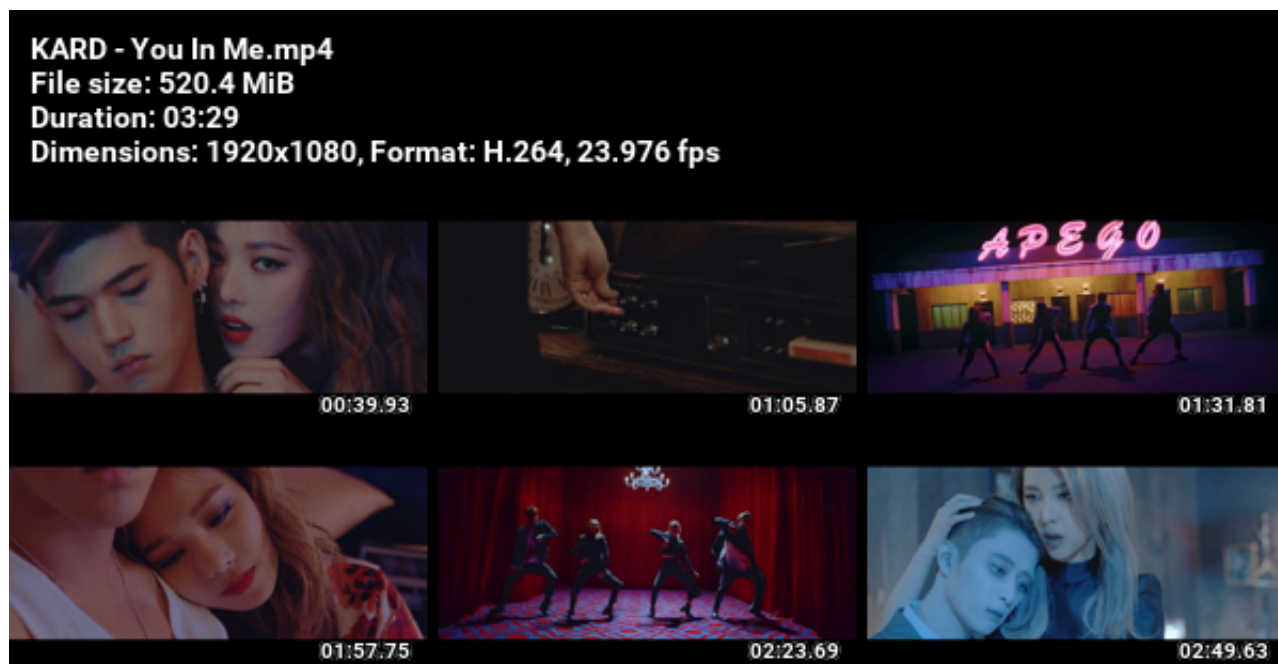 KARD - You In Me.mp4
File size: 520.4 MiB
Duration: 03:29
Dimensions: 1920x1080, Format: H.264, 23.976 fps
APEGO
00:39.93
01:05.87
01:31.81
01:57.75
02:23.69
02:49.63